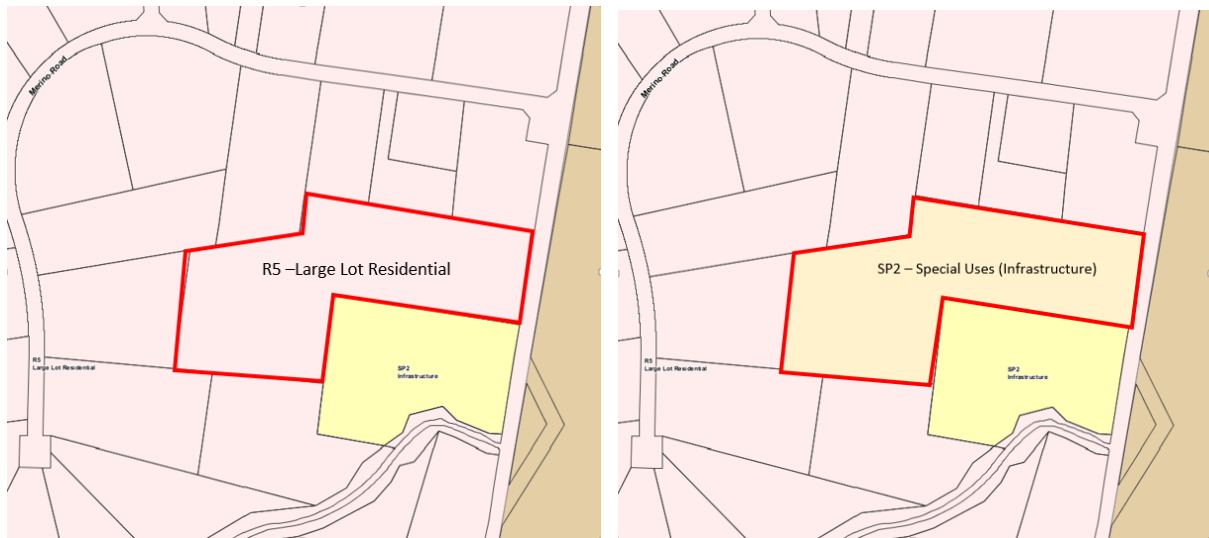 Merino Road
R5 –Large Lot Residential
R5
Large Lot Residential
SP2
Infrastructure
Merino Road
SP2 – Special Uses (Infrastructure)
R5
Large Lot Residential
SP2
Infrastructure